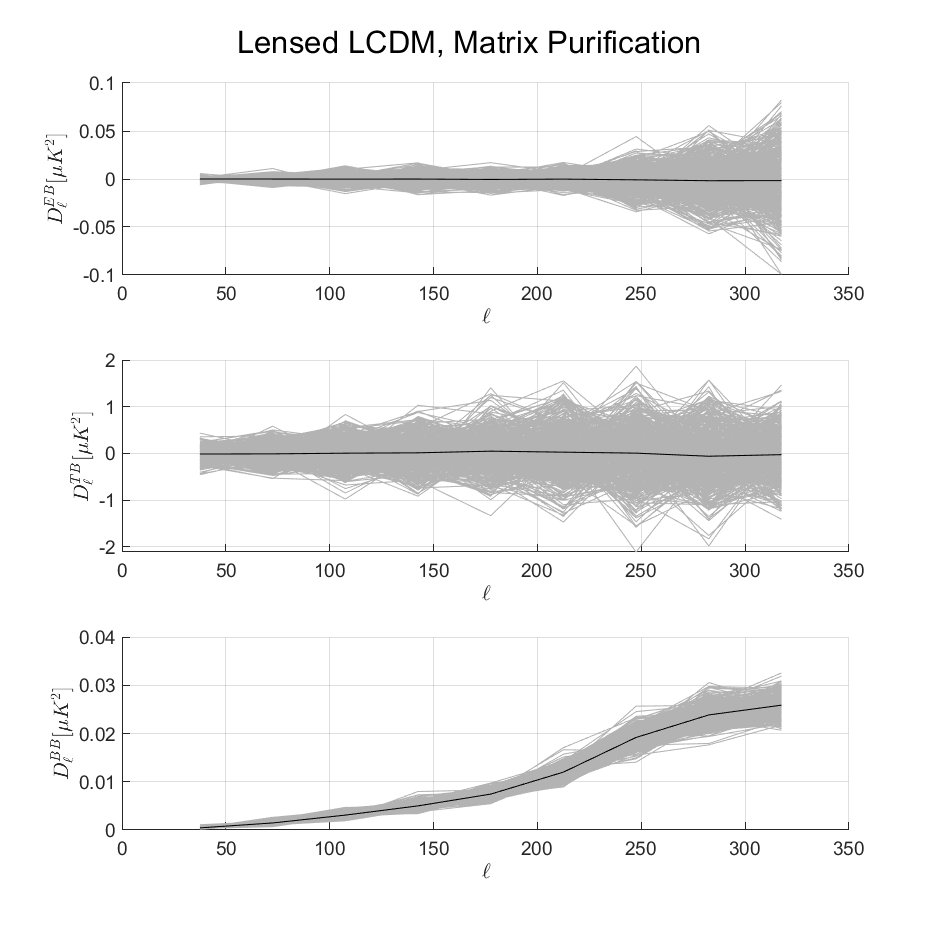 Lensed LCDM, Matrix Purification
0.1
0.05
0
-0.05
-0.1
0 50 100 150 200 250 300 350
D_ℓ^{EB}[μK^2]
ℓ
2
1
0
-1
-2
0 50 100 150 200 250 300 350
D_ℓ^{TB}[μK^2]
ℓ
0.04
0.03
0.02
0.01
0
0 50 100 150 200 250 300 350
D_ℓ^{BB}[μK^2]
ℓ